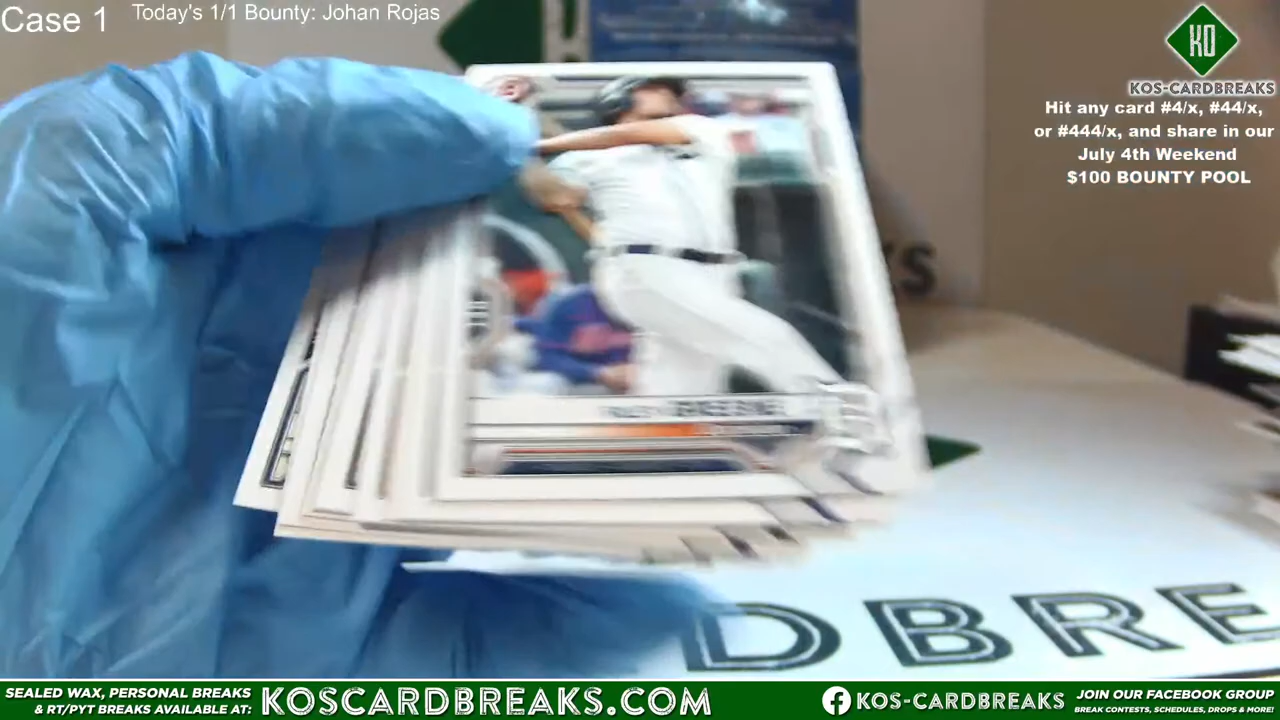 Case 1
Today's 1/1 Bounty: Johan Rojas
KO
KOS-CARDBREAKS
Hit any card #4/x, #44/x,
or #444/x, and share in our
July 4th Weekend
$100 BOUNTY POOL
KS
DBRE
SEALED WAX, PERSONAL BREAKS
& RT/PYT BREAKS AVAILABLE AT:
KOSCARDBREAKS.COM
KOS-CARDBREAKS
JOIN OUR FACEBOOK GROUP
BREAK CONTESTS, SCHEDULES, DROPS & MORE!